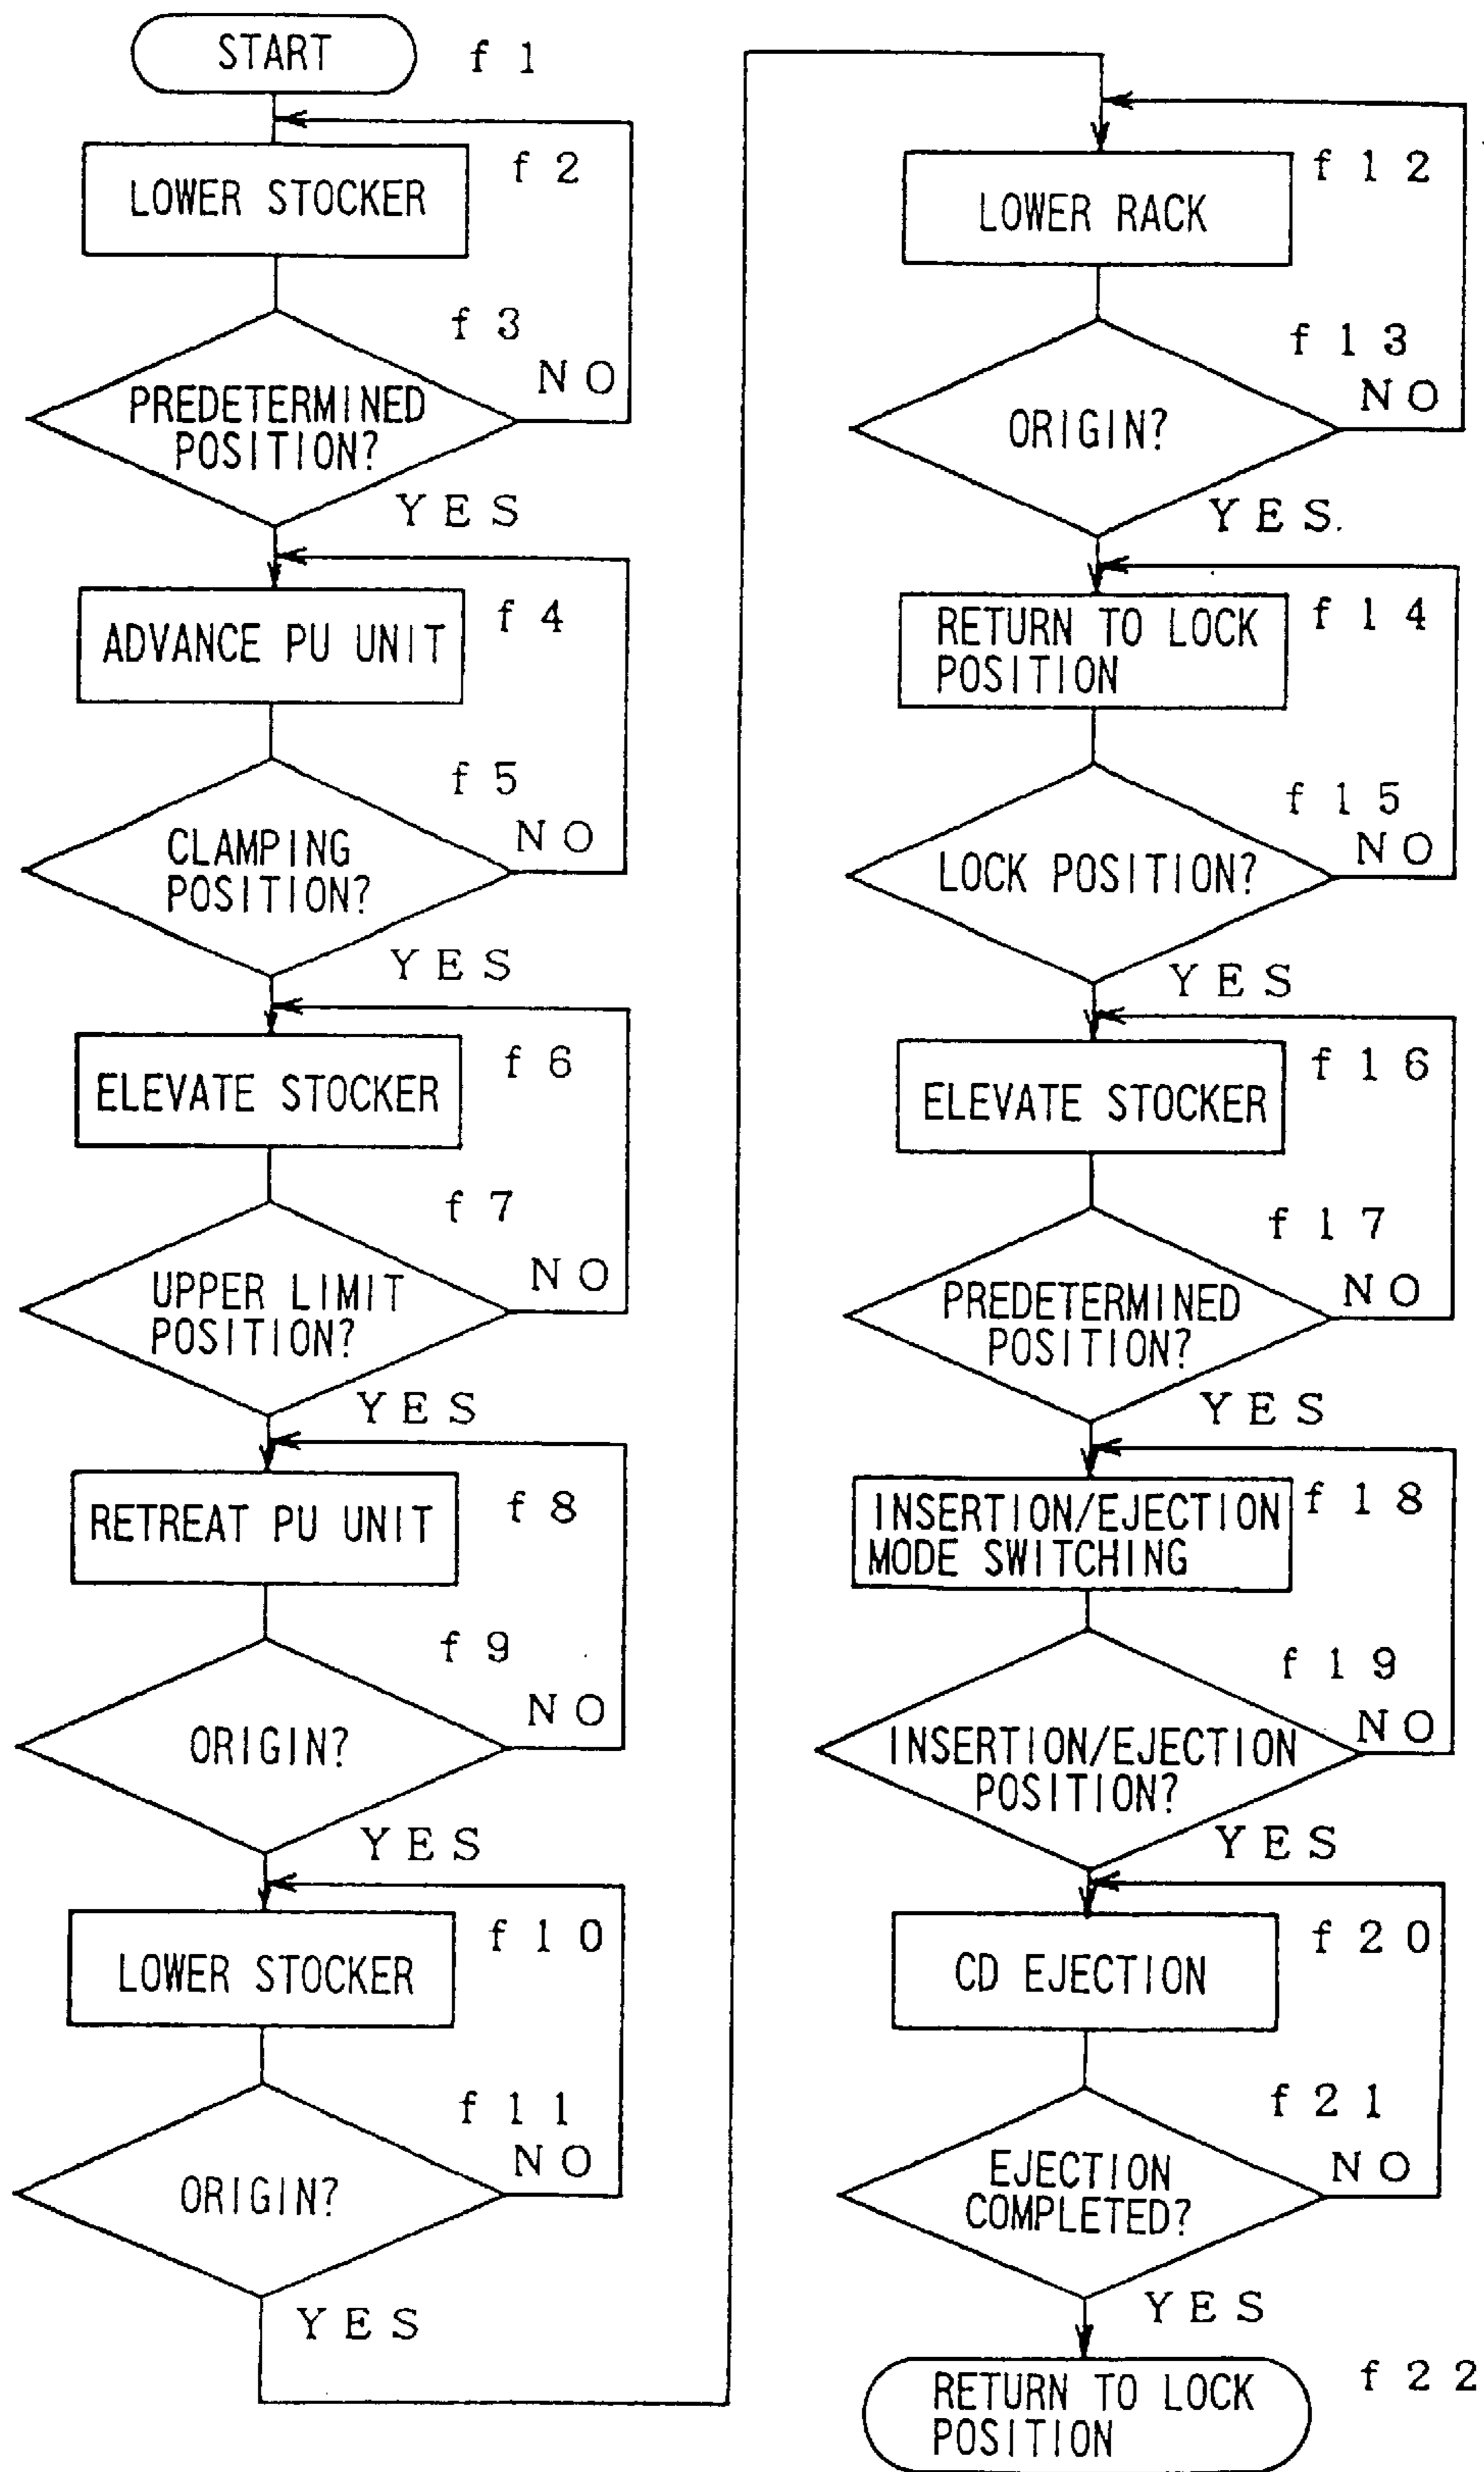 START
f 1
LOWER STOCKER
f 2
f 3
NO
PREDETERMINED
POSITION?
YES
ADVANCE PU UNIT
f 4
f 5
NO
CLAMPING
POSITION?
YES
ELEVATE STOCKER
f 6
f 7
NO
UPPER LIMIT
POSITION?
YES
RETREAT PU UNIT
f 8
f 9
NO
ORIGIN?
YES
LOWER STOCKER
f 10
f 11
NO
ORIGIN?
YES
LOWER RACK
f 12
f 13
NO
ORIGIN?
YES.
RETURN TO LOCK
POSITION
f 14
f 15
NO
LOCK POSITION?
YES
ELEVATE STOCKER
f 16
f 17
NO
PREDETERMINED
POSITION?
YES
INSERTION/EJECTION
MODE SWITCHING
f 18
f 19
NO
INSERTION/EJECTION
POSITION?
YES
CD EJECTION
f 20
f 21
NO
EJECTION
COMPLETED?
YES
RETURN TO LOCK
POSITION
f 22